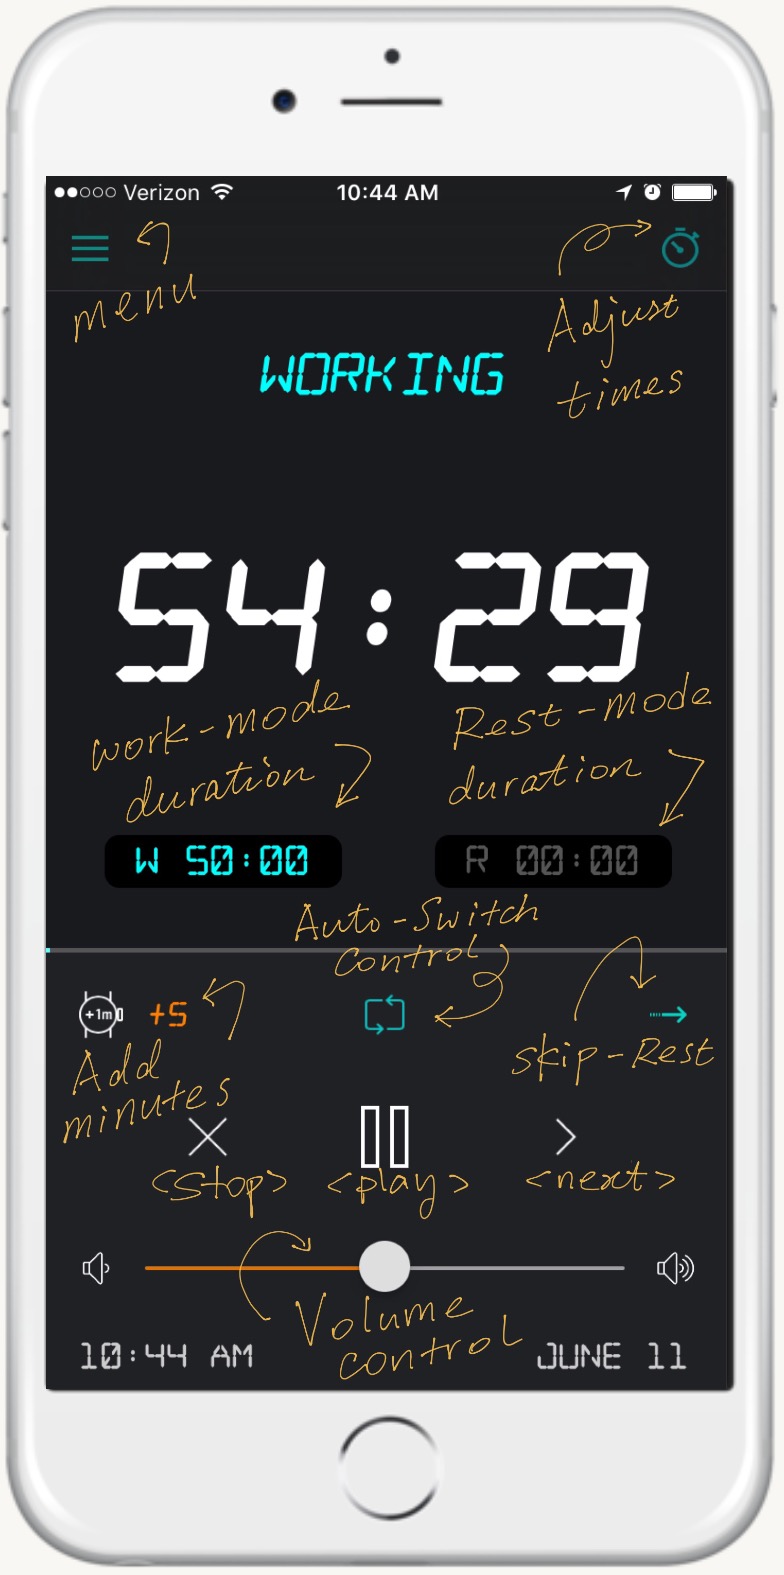 Verizon 10:44 AM
menu
Adjust
times
WORKING
54:29
work-mode
duration
Rest-mode
duration
W 50:00 R 00:00
Auto-Switch
Control
+1m +5
Add
minutes
skip-Rest
<Stop> <play> <next>
Volume
control
10:44 AM JUNE 11